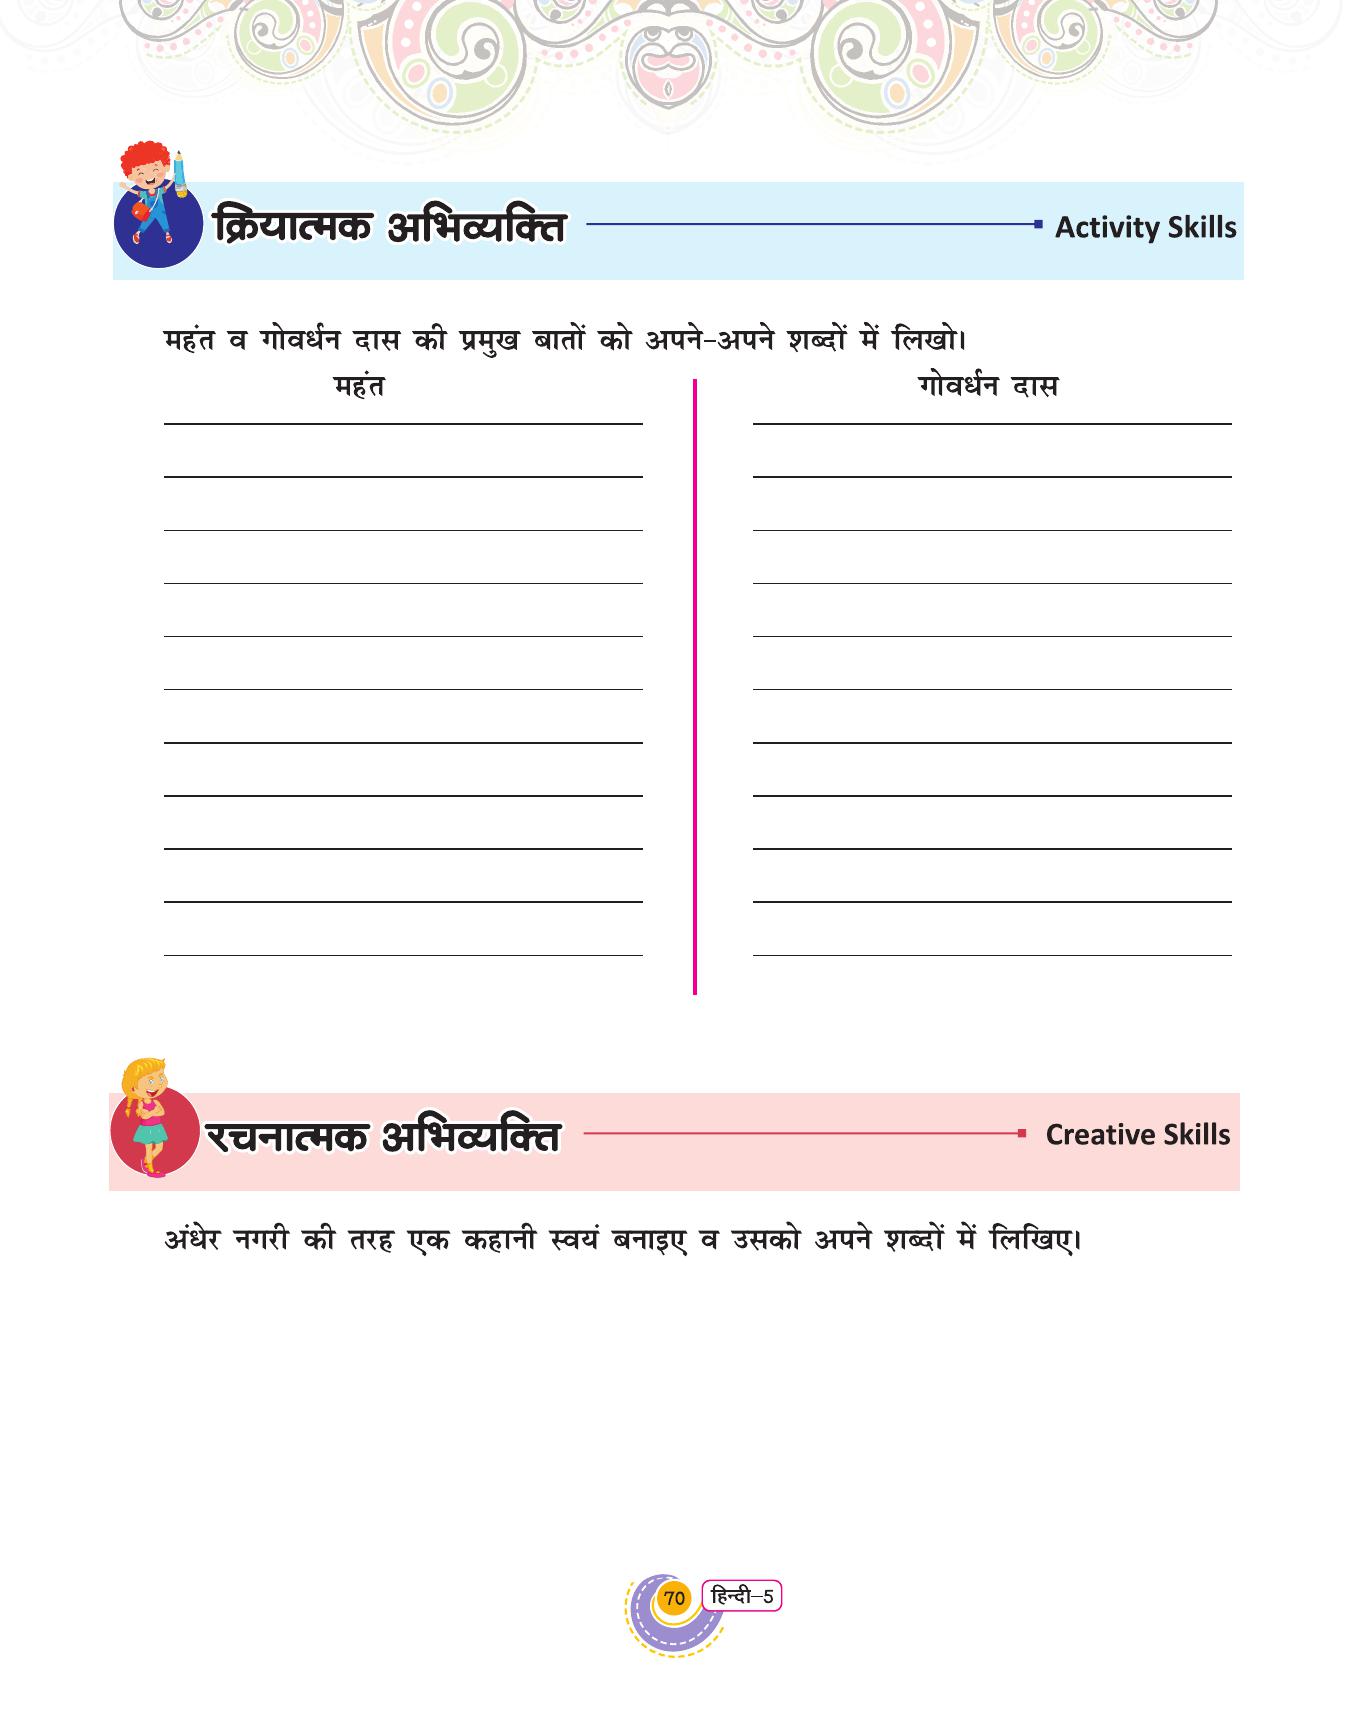 क्रियात्मक अभिव्यक्ति Activity Skills
महंत व गोवर्धन दास की प्रमुख बातों को अपने-अपने शब्दों में लिखो।
महंत
गोवर्धन दास
रचनात्मक अभिव्यक्ति Creative Skills
अंधेर नगरी की तरह एक कहानी स्वयं बनाइए व उसको अपने शब्दों में लिखिए।
70 हिन्दी–5